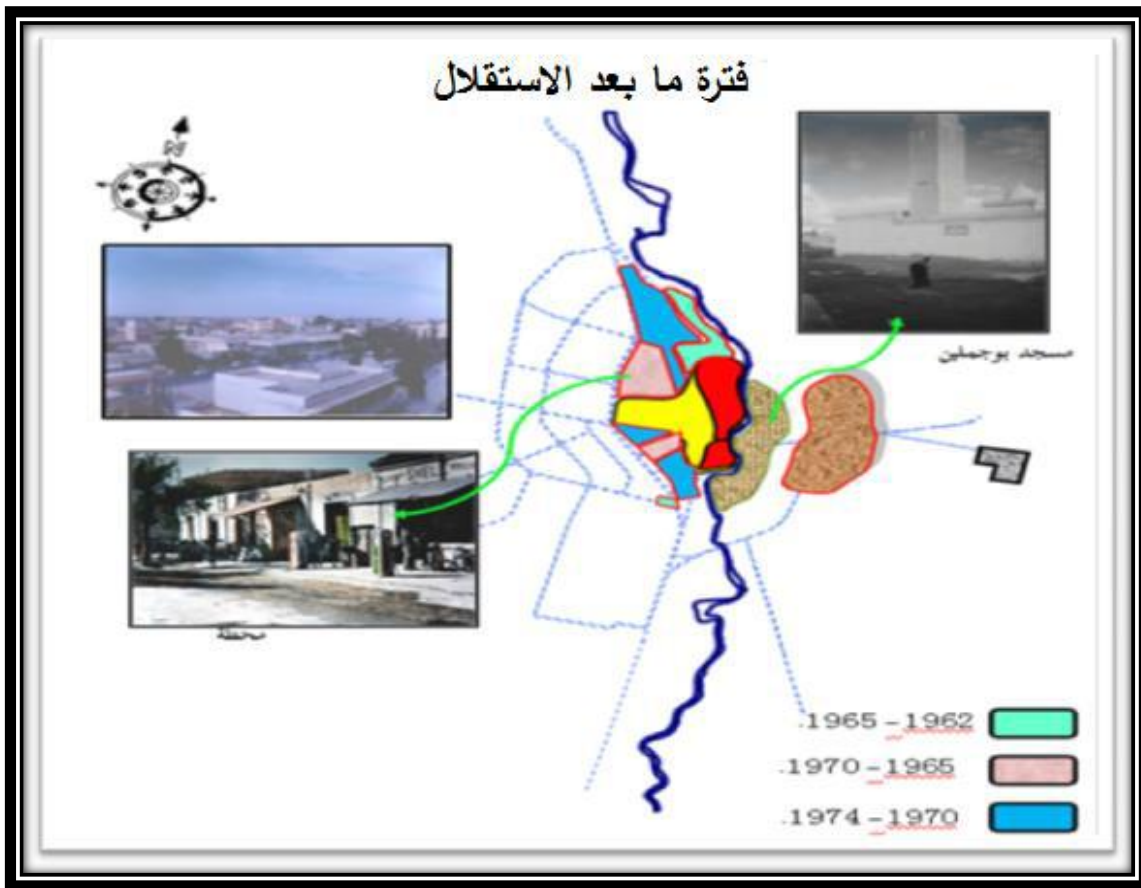 فترة ما بعد الاستقلال
مسجد بوجملين
محطة
1962 – 1965.
1965 – 1970.
1970 – 1974.